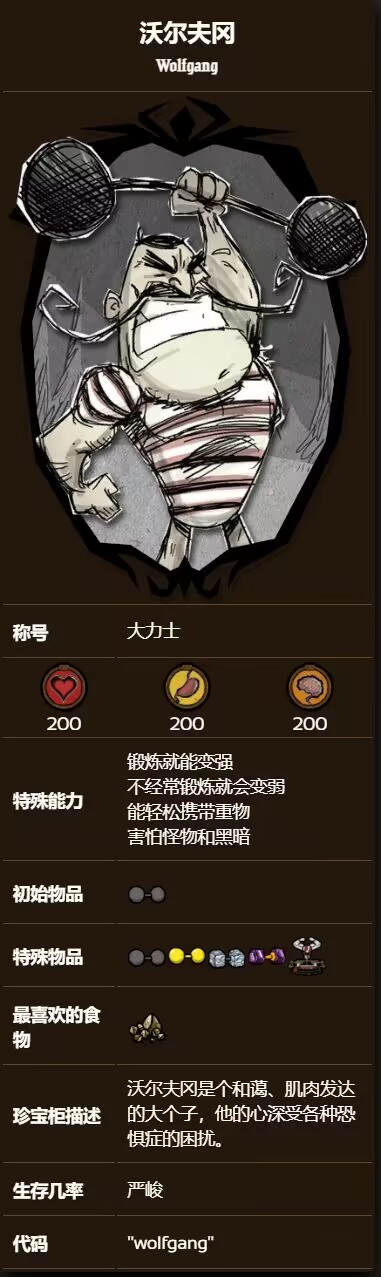 沃尔夫冈
Wolfgang
称号
大力士
200
200
200
特殊能力
锻炼就能变强
不经常锻炼就会变弱
能轻松携带重物
害怕怪物和黑暗
初始物品
特殊物品
最喜欢的食
物
珍宝柜描述
沃尔夫冈是个和蔼、肌肉发达
的大个子，他的心深受各种恐
惧症的困扰。
生存几率
严峻
代码
"wolfgang"